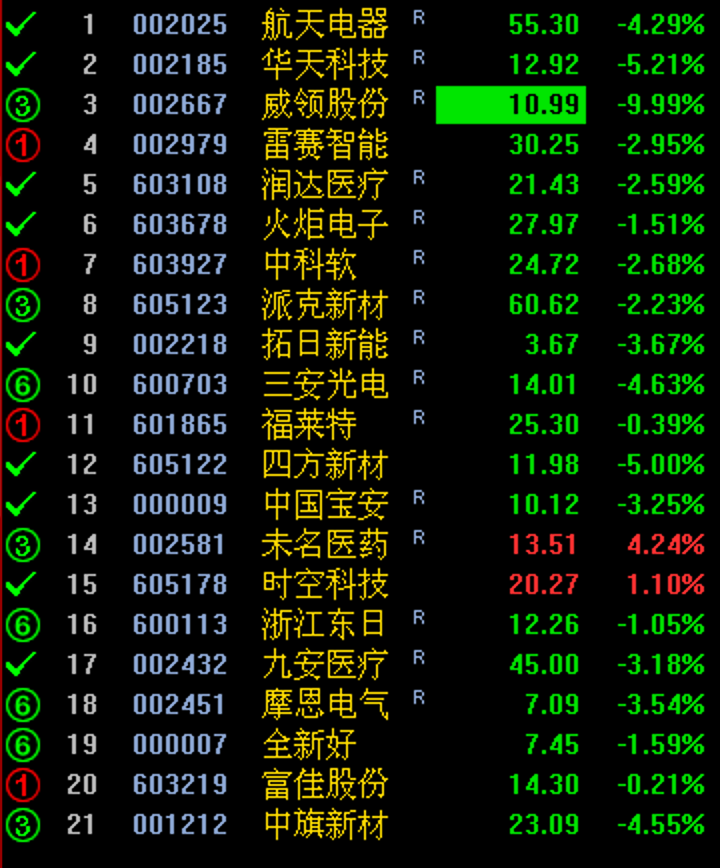 1 002025 航天电器 R 55.30 -4.29%
2 002185 华天科技 R 12.92 -5.21%
③ 3 002667 威领股份 R 10.99 -9.99%
① 4 002979 雷赛智能 30.25 -2.95%
5 603108 润达医疗 R 21.43 -2.59%
6 603678 火炬电子 R 27.97 -1.51%
① 7 603927 中科软 R 24.72 -2.68%
③ 8 605123 派克新材 R 60.62 -2.23%
9 002218 拓日新能 R 3.67 -3.67%
⑥ 10 600703 三安光电 R 14.01 -4.63%
① 11 601865 福莱特 R 25.30 -0.39%
12 605122 四方新材 11.98 -5.00%
13 000009 中国宝安 R 10.12 -3.25%
③ 14 002581 未名医药 R 13.51 4.24%
15 605178 时空科技 20.27 1.10%
⑥ 16 600113 浙江东日 R 12.26 -1.05%
17 002432 九安医疗 R 45.00 -3.18%
⑥ 18 002451 摩恩电气 R 7.09 -3.54%
⑥ 19 000007 全新好 7.45 -1.59%
① 20 603219 富佳股份 14.30 -0.21%
③ 21 001212 中旗新材 23.09 -4.55%